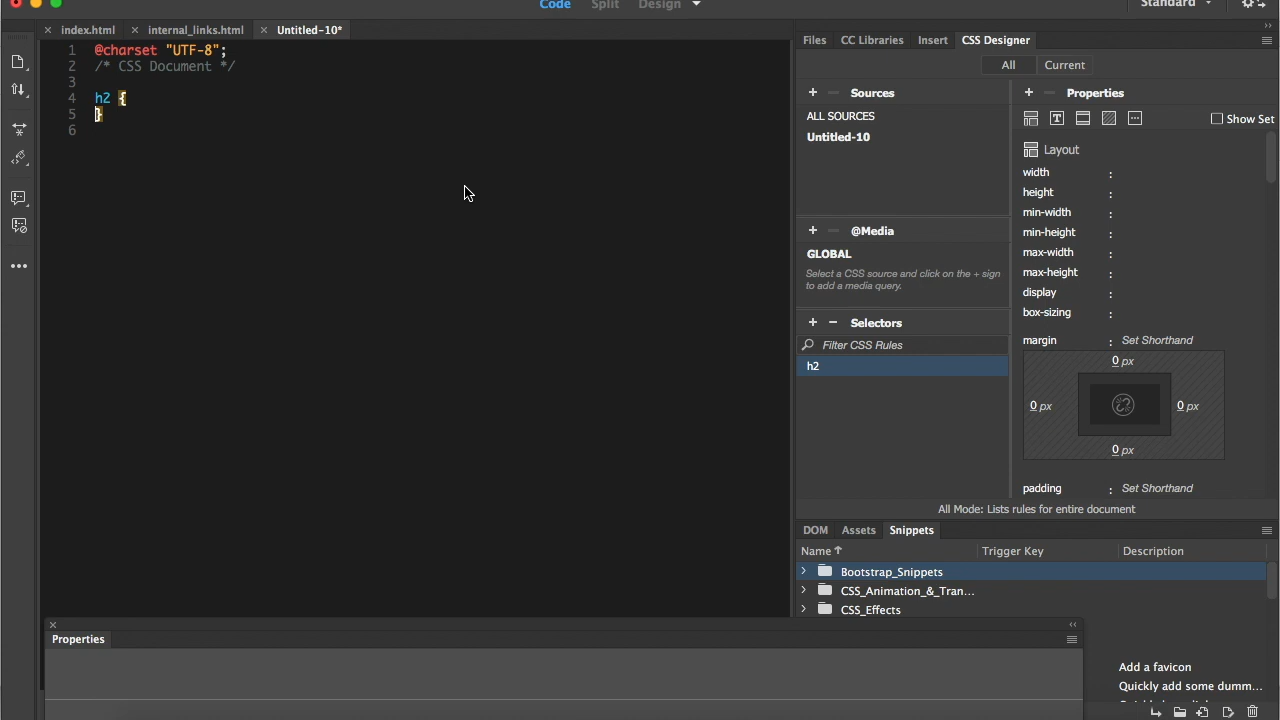 Code Split Design Standard
index.html internal_links.html Untitled-10*
1 @charset "UTF-8";
2 /* CSS Document */
3
4 h2 {
5 }
6
Files CC Libraries Insert CSS Designer
All Current
+ − Sources
ALL SOURCES
Untitled-10
+ − @Media
GLOBAL
Select a CSS source and click on the + sign
to add a media query.
+ − Selectors
Filter CSS Rules
h2
+ − Properties
Show Set
Layout
width :
height :
min-width :
min-height :
max-width :
max-height :
display :
box-sizing :
margin : Set Shorthand
0 px
0 px 0 px
0 px
padding : Set Shorthand
All Mode: Lists rules for entire document
DOM Assets Snippets
Name Trigger Key Description
Bootstrap_Snippets
CSS_Animation_&_Tran...
CSS_Effects
Properties
Add a favicon
Quickly add some dumm...